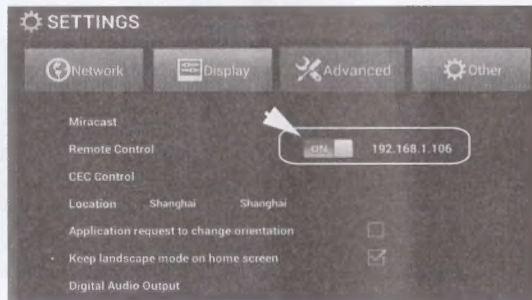 SETTINGS
Network Display Advanced Other
Miracast
Remote Control ON 192.168.1.106
CEC Control
Location Shanghai Shanghai
Application request to change orientation
Keep landscape mode on home screen
Digital Audio Output